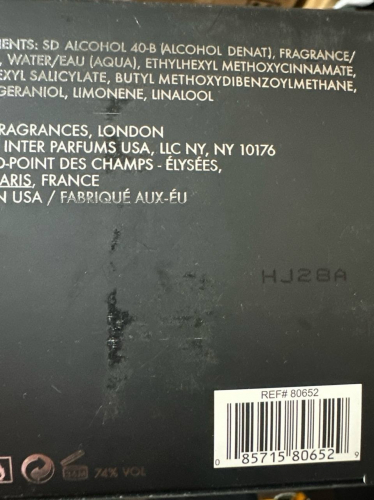 ENTS: SD ALCOHOL 40-B (ALCOHOL DENAT), FRAGRANCE/
, WATER/EAU (AQUA), ETHYLHEXYL METHOXYCINNAMATE,
EXYL SALICYLATE, BUTYL METHOXYDIBENZOYLMETHANE,
GERANIOL, LIMONENE, LINALOOL
RAGRANCES, LONDON
INTER PARFUMS USA, LLC NY, NY 10176
D-POINT DES CHAMPS - ÉLYSÉES,
PARIS, FRANCE
N USA / FABRIQUÉ AUX-ÉU
HJ28A
REF# 80652
0 85715 80652 9
74% VOL